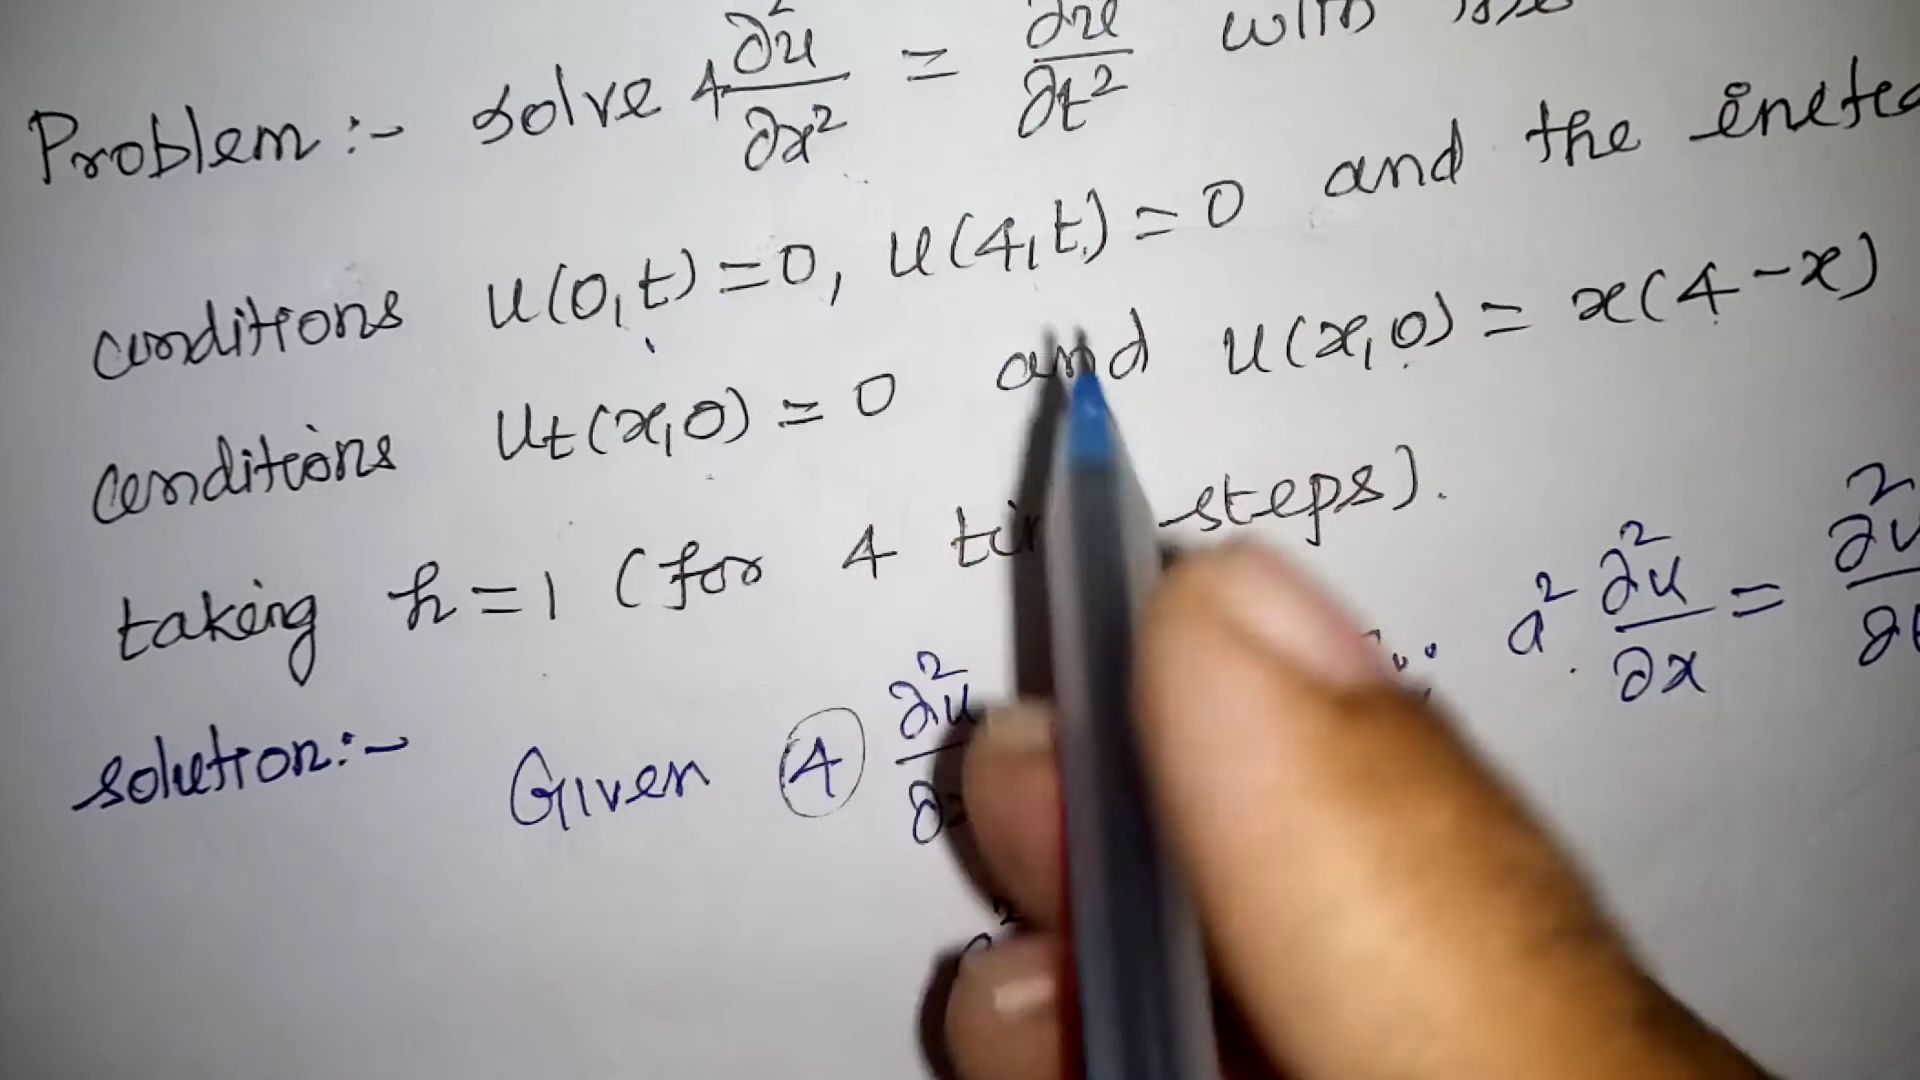 Problem:- solve 4 ∂²u/∂x² = ∂²u/∂t² with
conditions u(0,t)=0, u(4,t)=0 and the
conditions ut(x,0)=0 and u(x,0)= x(4-x)
taking h=1 (for 4 steps).
solution:- Given 4 ∂²u a² ∂²u/∂x =